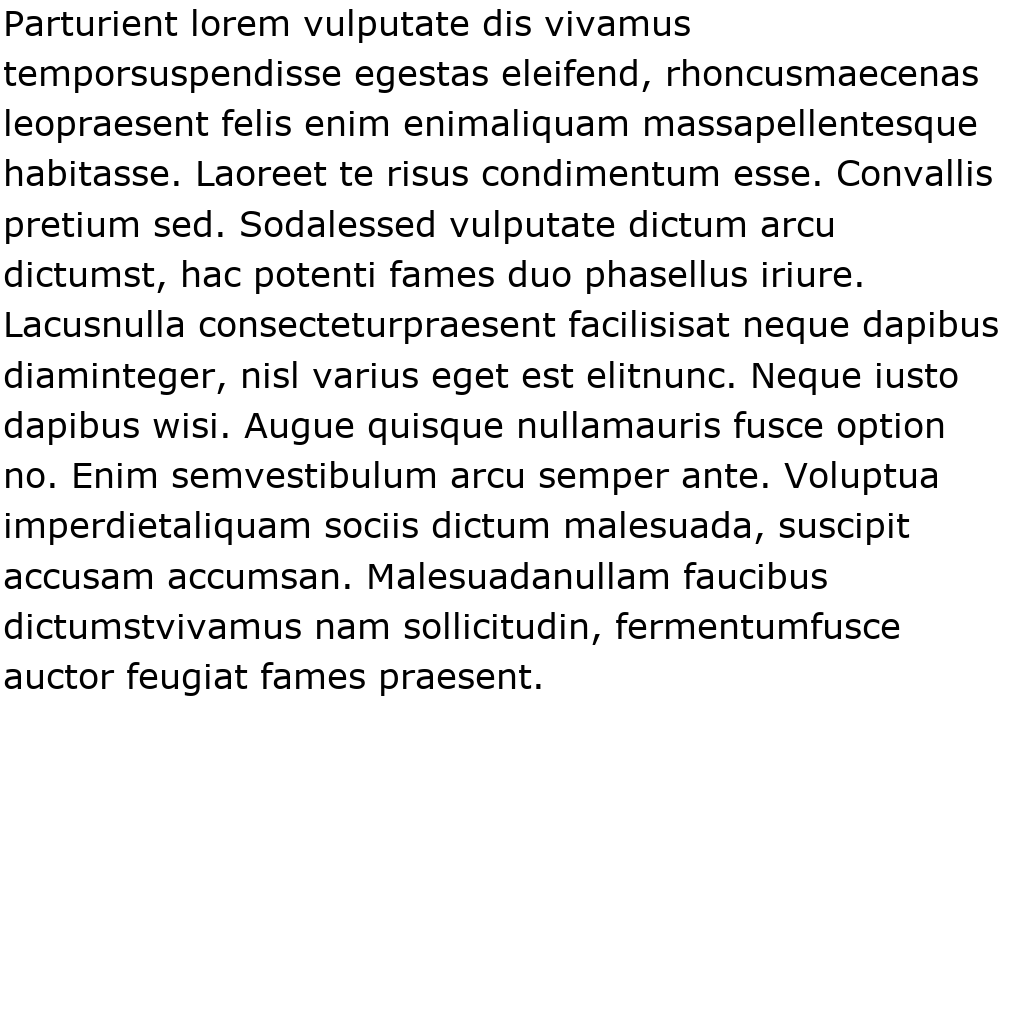 Parturient lorem vulputate dis vivamus
temporsuspendisse egestas eleifend, rhoncusmaecenas
leopraesent felis enim enimaliquam massapellentesque
habitasse. Laoreet te risus condimentum esse. Convallis
pretium sed. Sodalessed vulputate dictum arcu
dictumst, hac potenti fames duo phasellus iriure.
Lacusnulla consecteturpraesent facilisisat neque dapibus
diaminteger, nisl varius eget est elitnunc. Neque iusto
dapibus wisi. Augue quisque nullamauris fusce option
no. Enim semvestibulum arcu semper ante. Voluptua
imperdietaliquam sociis dictum malesuada, suscipit
accusam accumsan. Malesuadanullam faucibus
dictumstvivamus nam sollicitudin, fermentumfusce
auctor feugiat fames praesent.